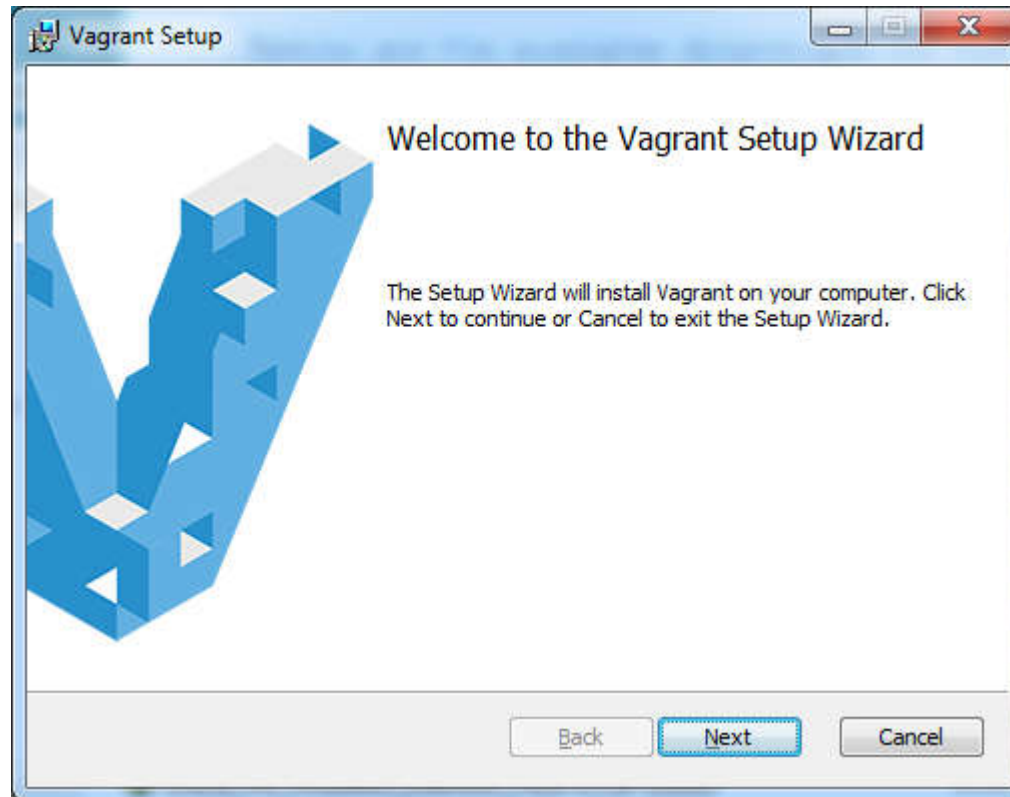 Vagrant Setup
Welcome to the Vagrant Setup Wizard
The Setup Wizard will install Vagrant on your computer. Click
Next to continue or Cancel to exit the Setup Wizard.
Back Next Cancel